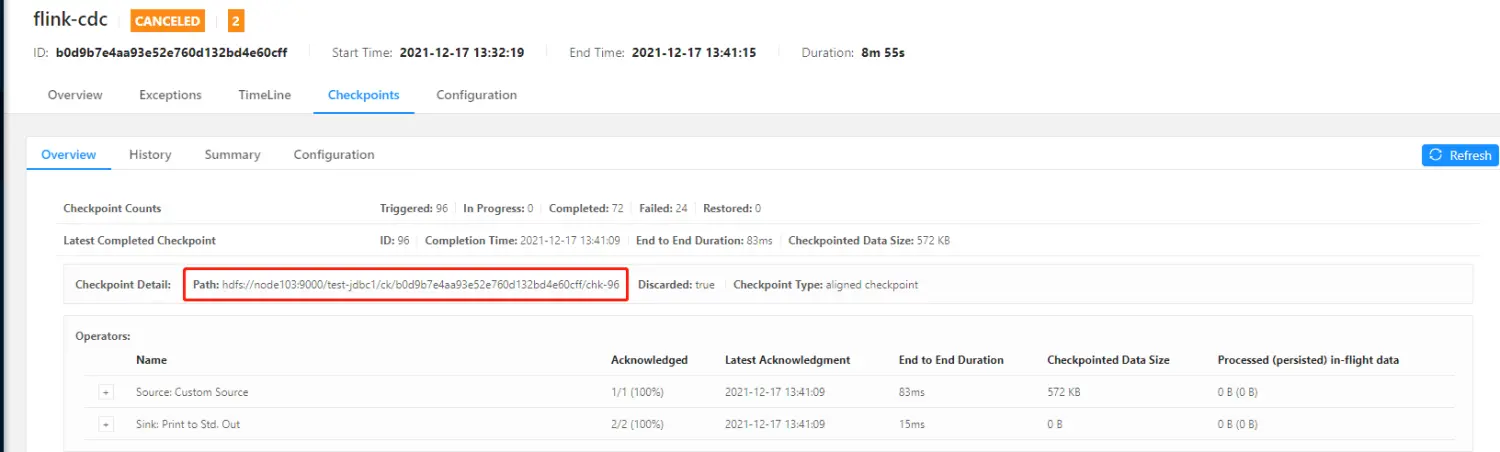 flink-cdc CANCELED 2
ID: b0d9b7e4aa93e52e760d132bd4e60cff Start Time: 2021-12-17 13:32:19 End Time: 2021-12-17 13:41:15 Duration: 8m 55s
Overview Exceptions TimeLine Checkpoints Configuration
Overview History Summary Configuration Refresh
Checkpoint Counts Triggered: 96 In Progress: 0 Completed: 72 Failed: 24 Restored: 0
Latest Completed Checkpoint ID: 96 Completion Time: 2021-12-17 13:41:09 End to End Duration: 83ms Checkpointed Data Size: 572 KB
Checkpoint Detail: Path: hdfs://node103:9000/test-jdbc1/ck/b0d9b7e4aa93e52e760d132bd4e60cff/chk-96 Discarded: true Checkpoint Type: aligned checkpoint
Operators:
Name Acknowledged Latest Acknowledgment End to End Duration Checkpointed Data Size Processed (persisted) in-flight data
+ Source: Custom Source 1/1 (100%) 2021-12-17 13:41:09 83ms 572 KB 0 B (0 B)
+ Sink: Print to Std. Out 2/2 (100%) 2021-12-17 13:41:09 15ms 0 B 0 B (0 B)